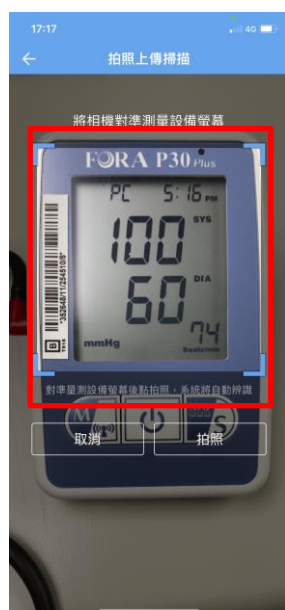 17:17
4G
拍照上傳掃描
將相機對準測量設備螢幕
FORA P30 Plus
PC 5:16 PM
100 SYS
60 DIA
74
mmHg
Beats/min
對準量測設備螢幕後點拍照，系統將自動辨識
M
S
取消
拍照